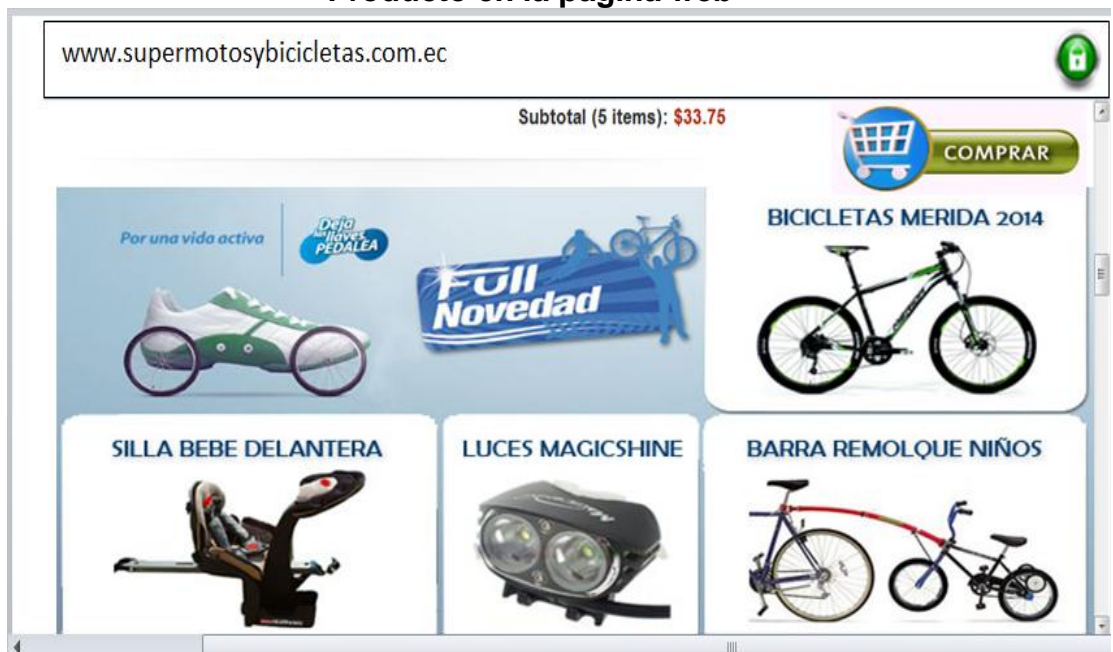 Producto en la página web
www.supermotosybicicletas.com.ec
Subtotal (5 items): $33.75
COMPRAR
Por una vida activa
Deja
las llaves
PEDALEA
Full
Novedad
BICICLETAS MERIDA 2014
SILLA BEBE DELANTERA
LUCES MAGICSHINE
BARRA REMOLQUE NIÑOS